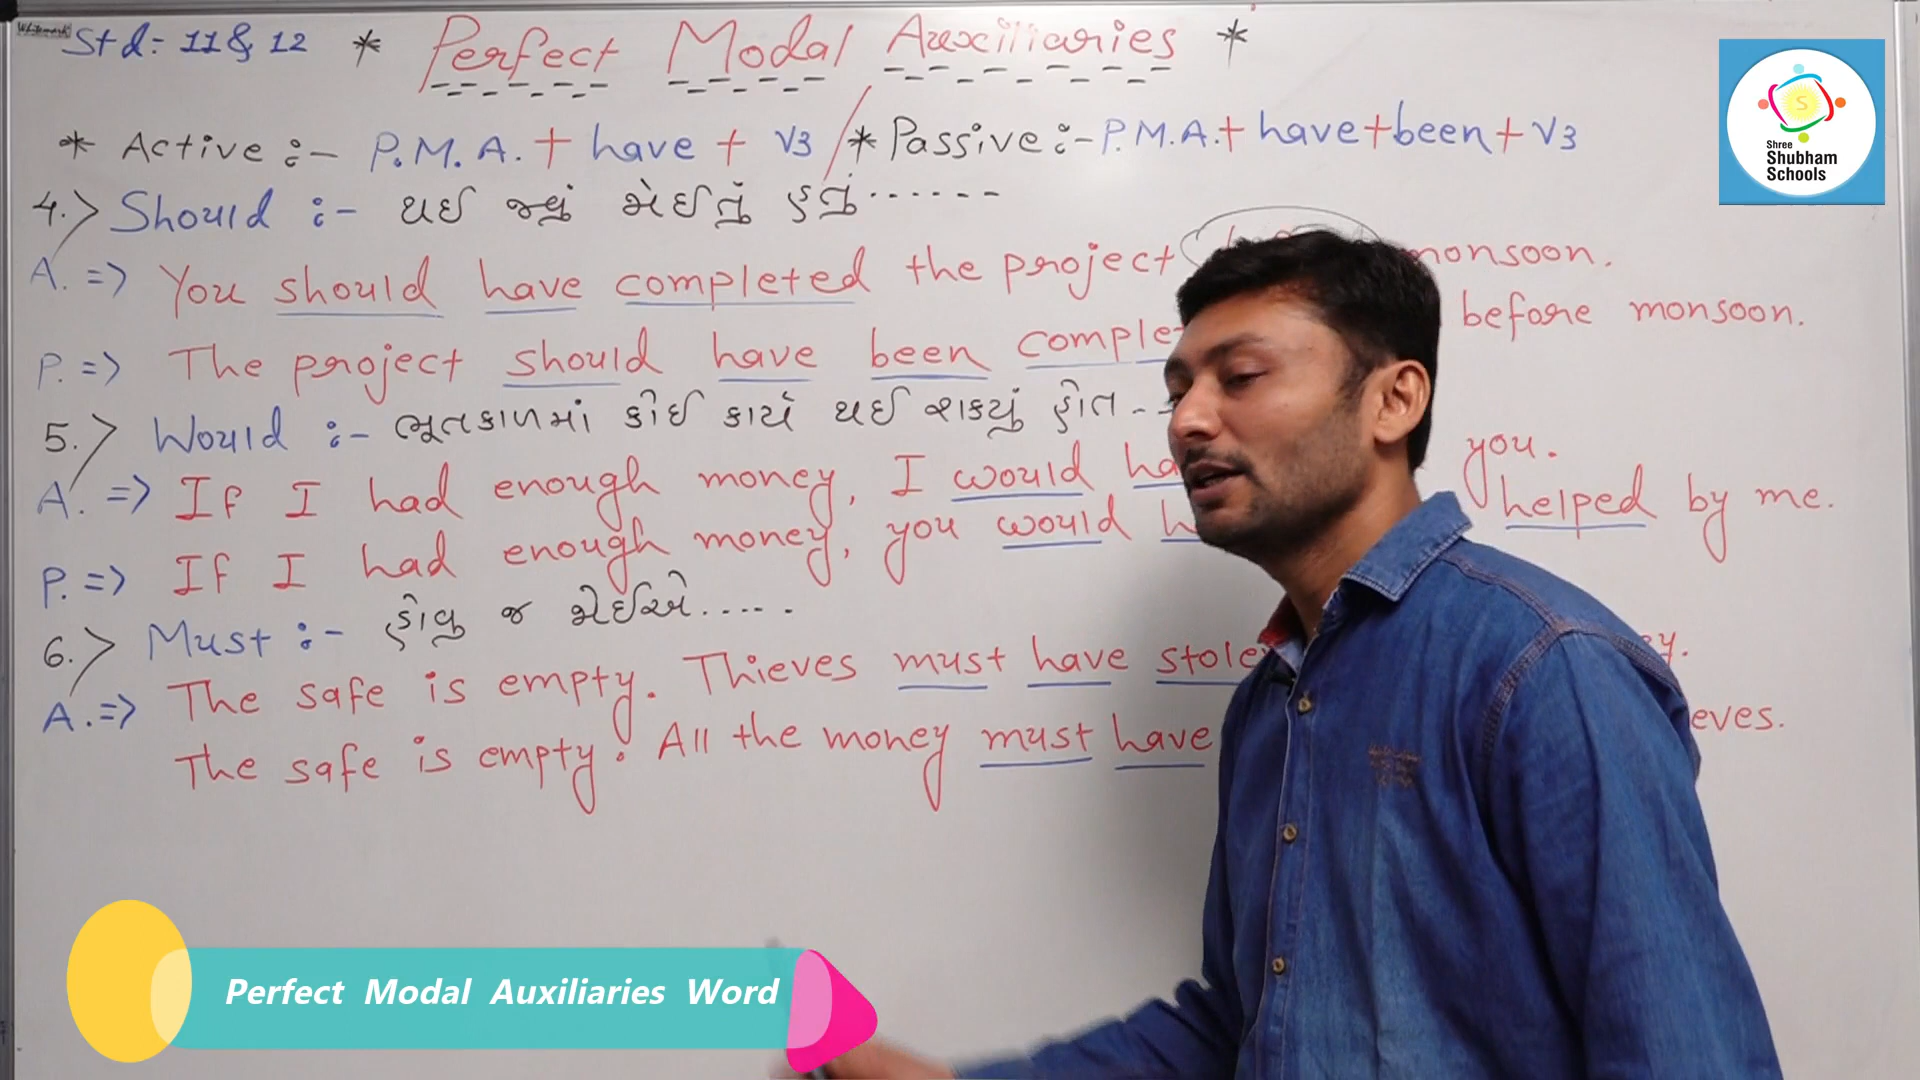 Std:- 11 & 12 * Perfect Modal Auxiliaries *
* Active :- P.M.A. + have + V3 / * Passive :- P.M.A. + have + been + V3
4.> Should :- થઈ જવું જોઈતું હતું ......
A. => You should have completed the project monsoon.
P. => The project should have been comple before monsoon.
5.> Would :- ભૂતકાળમાં કોઈ કાર્ય થઈ શક્યું હોત - -
A. => If I had enough money, I would ha you.
P. => If I had enough money, you would h helped by me.
6.> Must :- હોવુ જ જોઈએ.....
A. => The safe is empty. Thieves must have stole y.
The safe is empty. All the money must have eves.
Shree
Shubham
Schools
Perfect Modal Auxiliaries Word